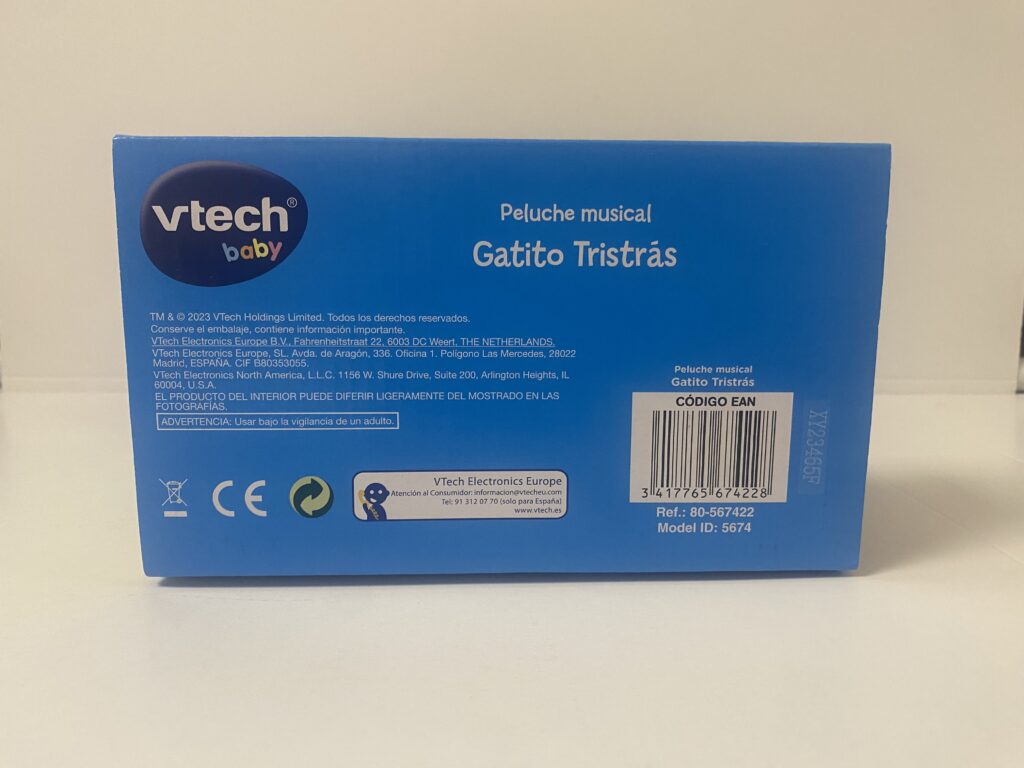 vtech®
baby
Peluche musical
Gatito Tristrás
TM & © 2023 VTech Holdings Limited. Todos los derechos reservados.
Conserve el embalaje, contiene información importante.
VTech Electronics Europe B.V., Fahrenheitstraat 22, 6003 DC Weert, THE NETHERLANDS.
VTech Electronics Europe, SL. Avda. de Aragón, 336. Oficina 1. Polígono Las Mercedes, 28022
Madrid, ESPAÑA. CIF B80353055.
VTech Electronics North America, L.L.C. 1156 W. Shure Drive, Suite 200, Arlington Heights, IL
60004, U.S.A.
EL PRODUCTO DEL INTERIOR PUEDE DIFERIR LIGERAMENTE DEL MOSTRADO EN LAS
FOTOGRAFÍAS.
ADVERTENCIA: Usar bajo la vigilancia de un adulto.
CE
VTech Electronics Europe
Atención al Consumidor: informacion@vtecheu.com
Tel: 91 312 07 70 (solo para España)
www.vtech.es
Peluche musical
Gatito Tristrás
CÓDIGO EAN
3 417765 674228
Ref.: 80-567422
Model ID: 5674
XY23465F